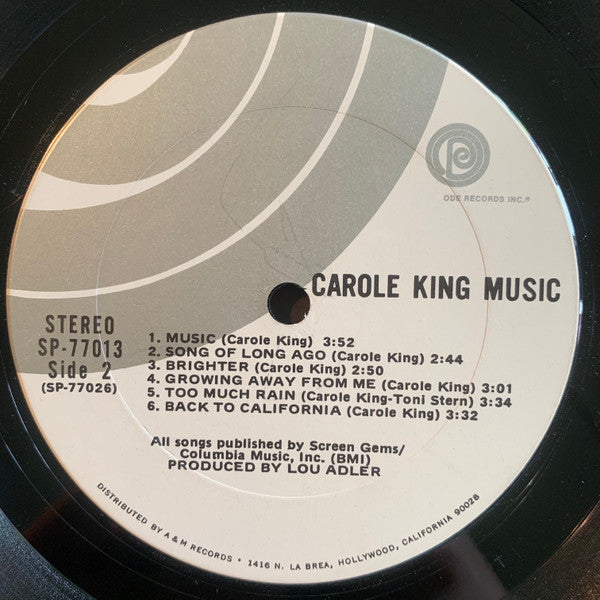 ODE RECORDS INC.®
CAROLE KING MUSIC
STEREO
SP-77013
Side 2
(SP-77026)
1. MUSIC (Carole King) 3:52
2. SONG OF LONG AGO (Carole King) 2:44
3. BRIGHTER (Carole King) 2:50
4. GROWING AWAY FROM ME (Carole King) 3:01
5. TOO MUCH RAIN (Carole King-Toni Stern) 3:34
6. BACK TO CALIFORNIA (Carole King) 3:32
All songs published by Screen Gems/
Columbia Music, Inc. (BMI)
PRODUCED BY LOU ADLER
DISTRIBUTED BY A & M RECORDS • 1416 N. LA BREA, HOLLYWOOD, CALIFORNIA 90028